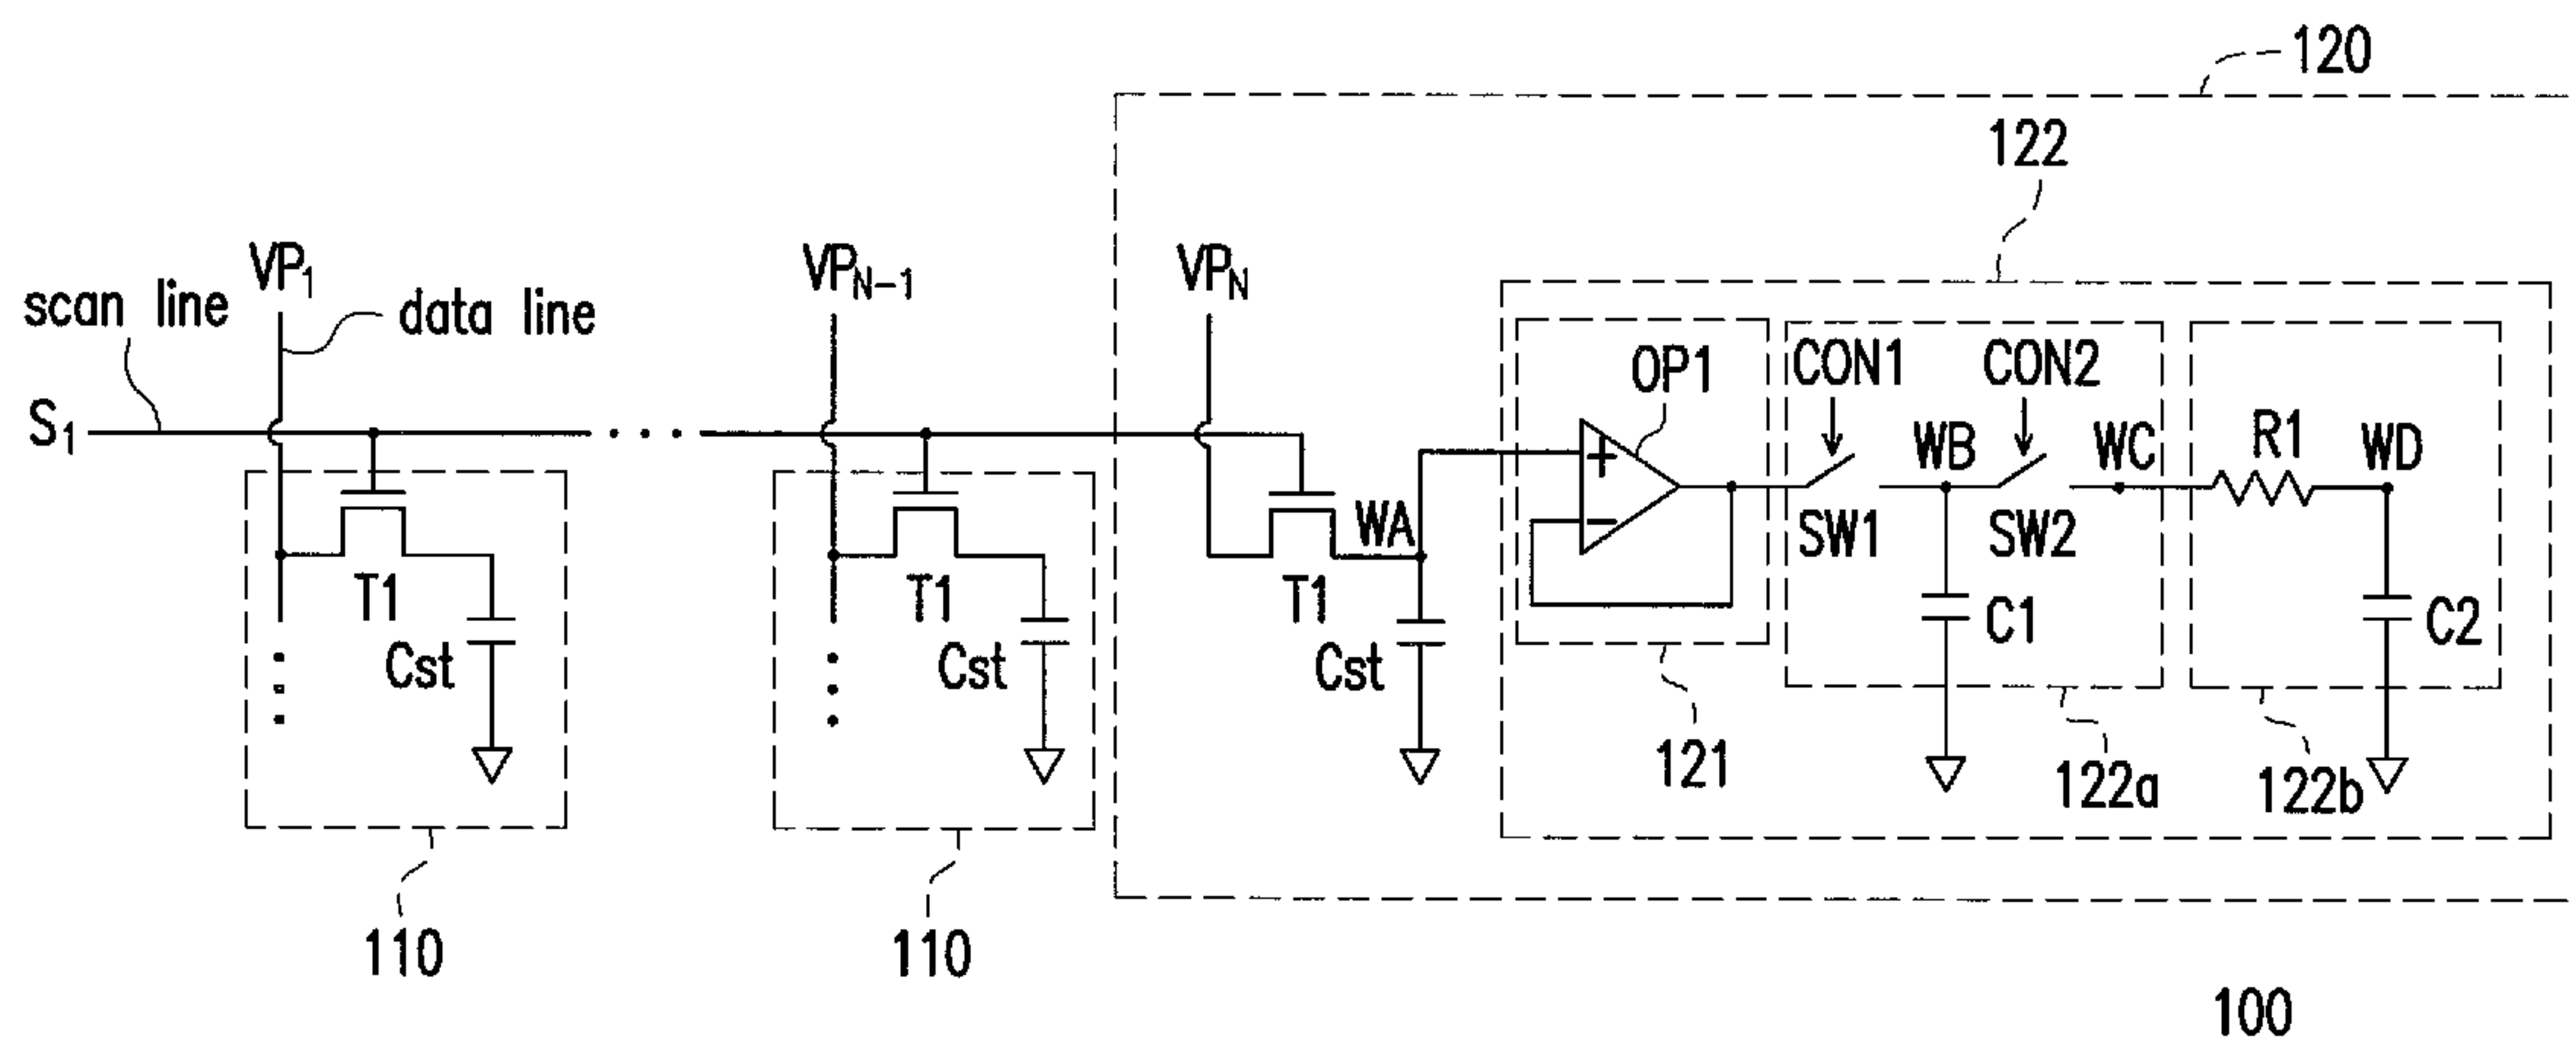 120
122
VP1
VPN-1
VPN
scan line
data line
S1
OP1
CON1
CON2
+
−
WA
WB
WC
R1
WD
SW1
SW2
T1
T1
T1
Cst
Cst
Cst
C1
C2
121
122a
122b
110
110
100